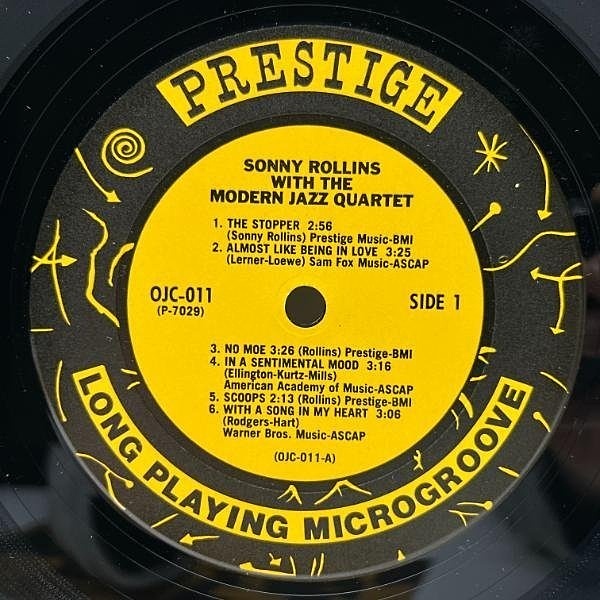 PRESTIGE
SONNY ROLLINS
WITH THE
MODERN JAZZ QUARTET
1. THE STOPPER 2:56
(Sonny Rollins) Prestige Music-BMI
2. ALMOST LIKE BEING IN LOVE 3:25
(Lerner-Loewe) Sam Fox Music-ASCAP
OJC-011
(P-7029)
SIDE 1
3. NO MOE 3:26 (Rollins) Prestige-BMI
4. IN A SENTIMENTAL MOOD 3:16
(Ellington-Kurtz-Mills)
American Academy of Music-ASCAP
5. SCOOPS 2:13 (Rollins) Prestige-BMI
6. WITH A SONG IN MY HEART 3:06
(Rodgers-Hart)
Warner Bros. Music-ASCAP
(OJC-011-A)
LONG PLAYING MICROGROOVE